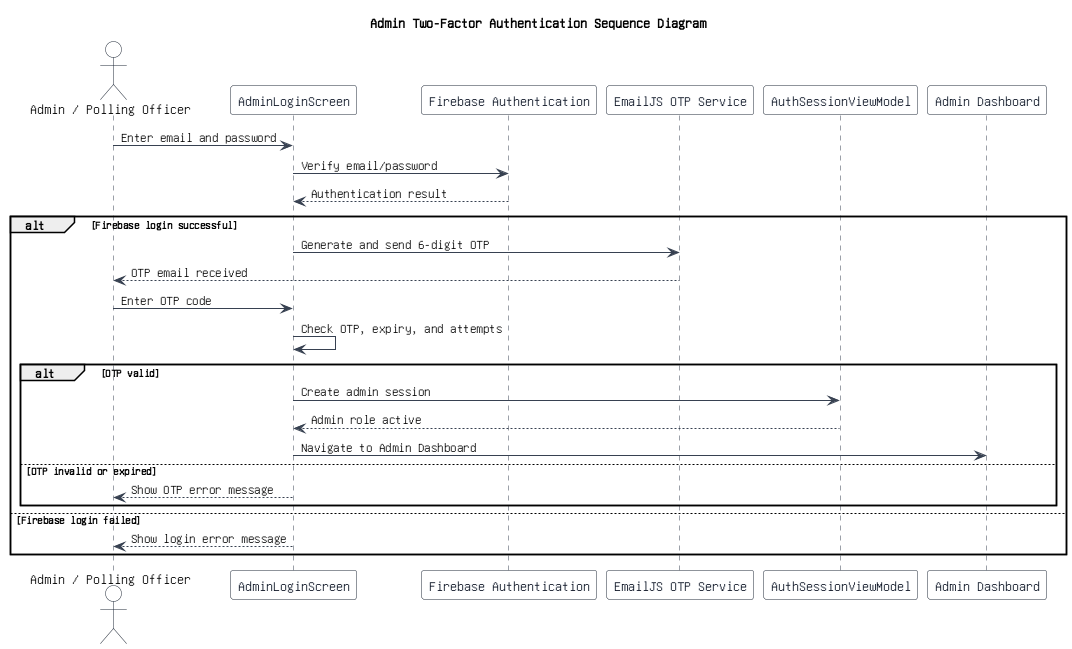 Admin Two-Factor Authentication Sequence Diagram
Admin / Polling Officer
AdminLoginScreen
Firebase Authentication
EmailJS OTP Service
AuthSessionViewModel
Admin Dashboard
Enter email and password
Verify email/password
Authentication result
alt
[Firebase login successful]
Generate and send 6-digit OTP
OTP email received
Enter OTP code
Check OTP, expiry, and attempts
alt
[OTP valid]
Create admin session
Admin role active
Navigate to Admin Dashboard
[OTP invalid or expired]
Show OTP error message
[Firebase login failed]
Show login error message
Admin / Polling Officer
AdminLoginScreen
Firebase Authentication
EmailJS OTP Service
AuthSessionViewModel
Admin Dashboard